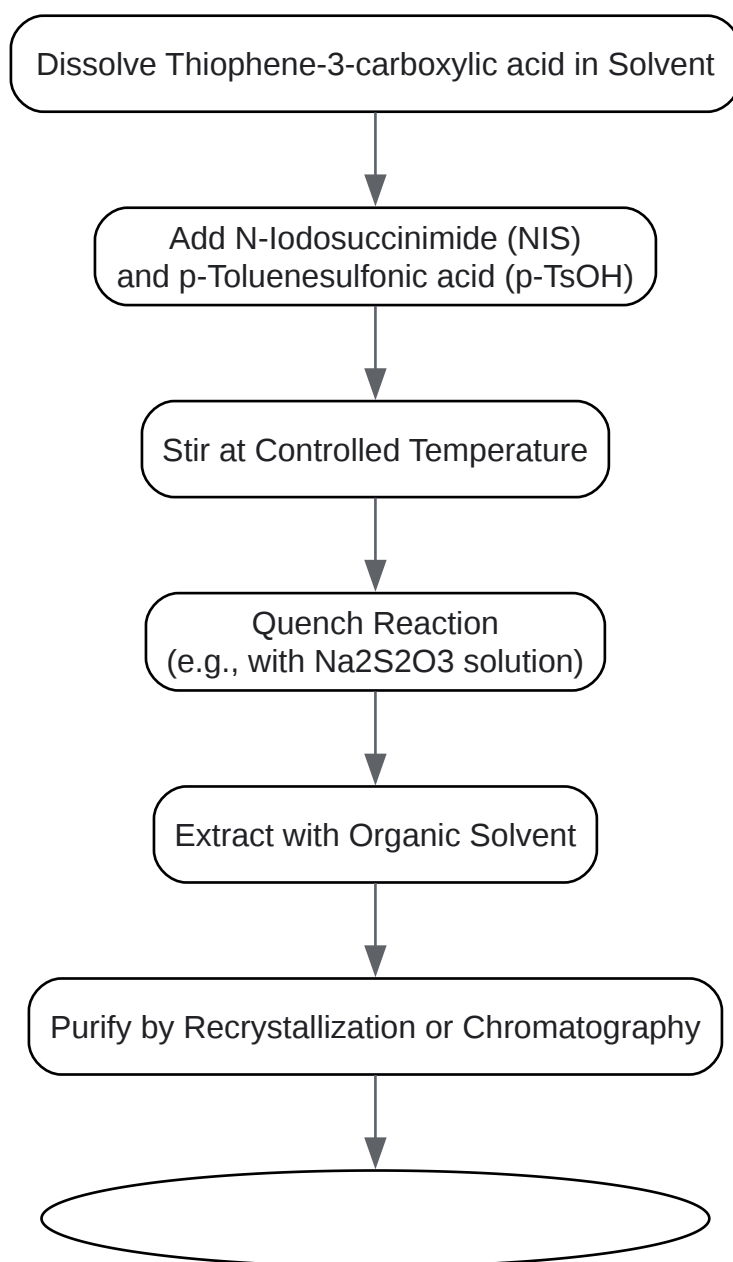 Dissolve Thiophene-3-carboxylic acid in Solvent
Add N-Iodosuccinimide (NIS)
and p-Toluenesulfonic acid (p-TsOH)
Stir at Controlled Temperature
Quench Reaction
(e.g., with Na2S2O3 solution)
Extract with Organic Solvent
Purify by Recrystallization or Chromatography